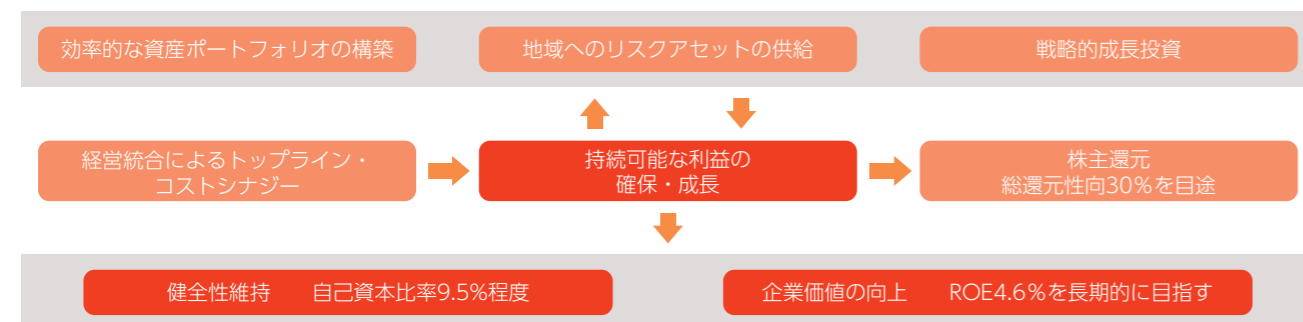 効率的な資産ポートフォリオの構築
地域へのリスクアセットの供給
戦略的成長投資
経営統合によるトップライン・
コストシナジー
持続可能な利益の
確保・成長
株主還元
総還元性向30%を目途
健全性維持　　自己資本比率9.5%程度
企業価値の向上　　ROE4.6%を長期的に目指す